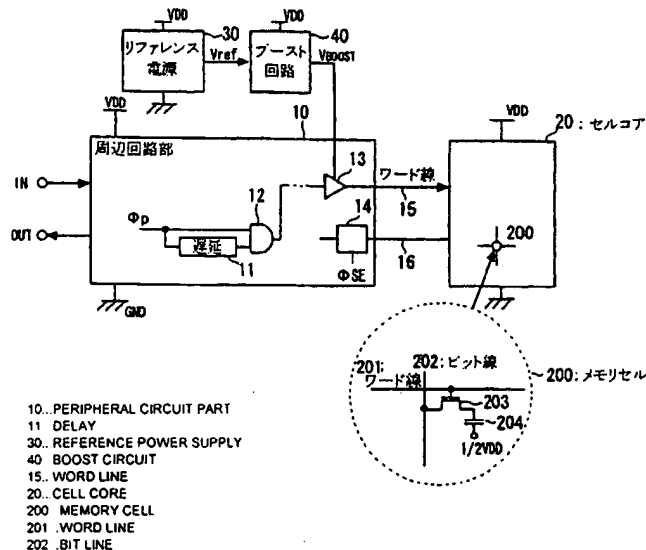 VDD
VDD
30
40
リファレンス
電源
Vref
ブースト
回路
VBOOST
VDD
10
VDD
20:セルコア
周辺回路部
13
ワード線
IN
12
15
14
Φp
200
OUT
遅延
11
ΦSE
16
GND
202:ビット線
201:
ワード線
200:メモリセル
203
204
1/2VDD
10...PERIPHERAL CIRCUIT PART
11 DELAY
30.. REFERENCE POWER SUPPLY
40 BOOST CIRCUIT
15.. WORD LINE
20...CELL CORE
200 MEMORY CELL
201 .WORD LINE
202 .BIT LINE